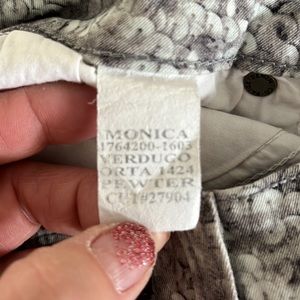 MONICA
1764200-1603
VERDUGO
ORTA 1424
PEWTER
CUT#27904